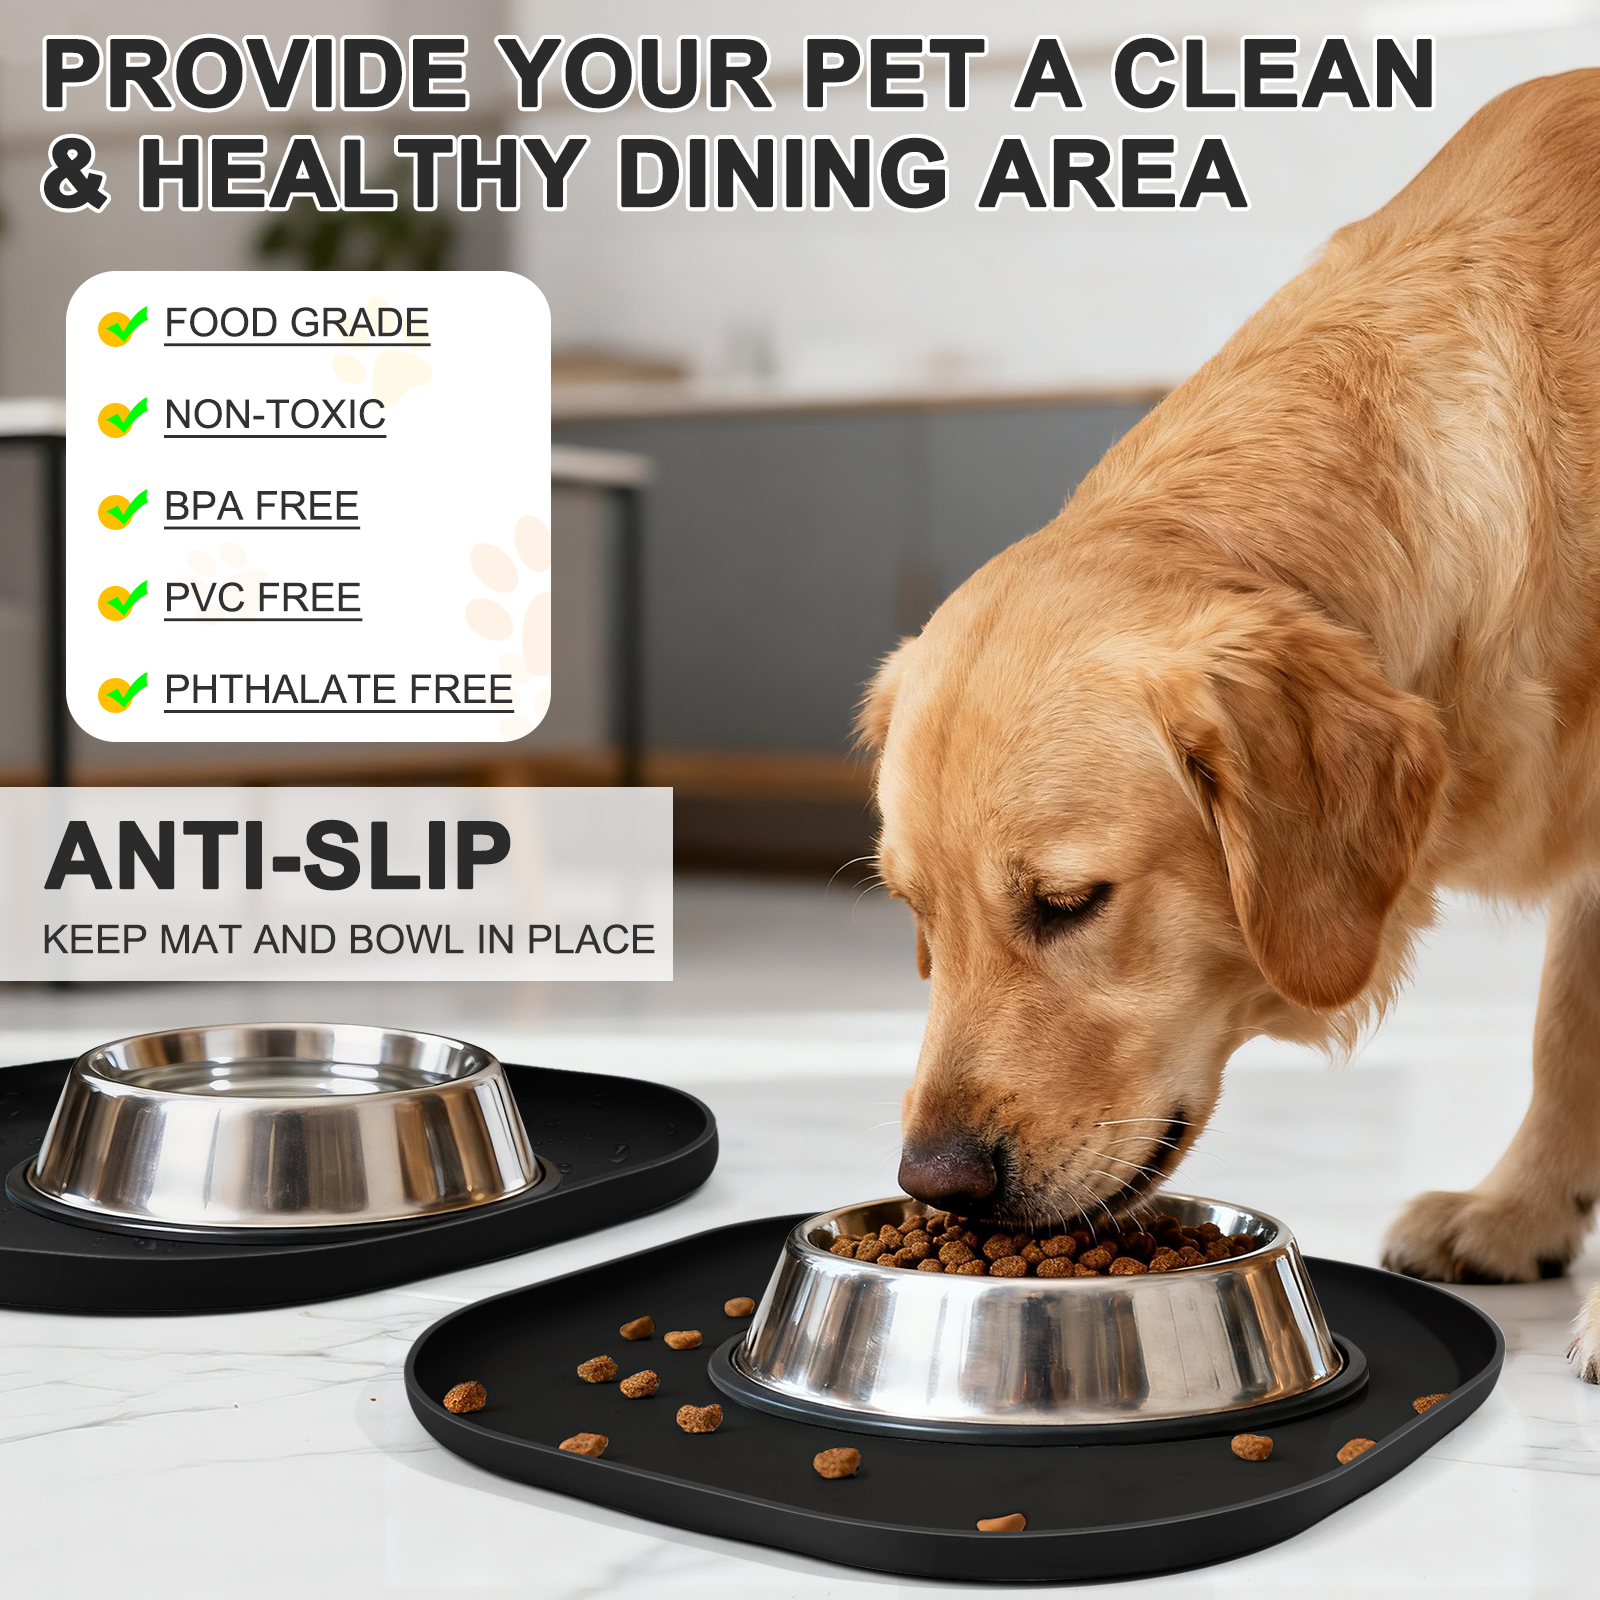 PROVIDE YOUR PET A CLEAN
& HEALTHY DINING AREA
FOOD GRADE
NON-TOXIC
BPA FREE
PVC FREE
PHTHALATE FREE
ANTI-SLIP
KEEP MAT AND BOWL IN PLACE